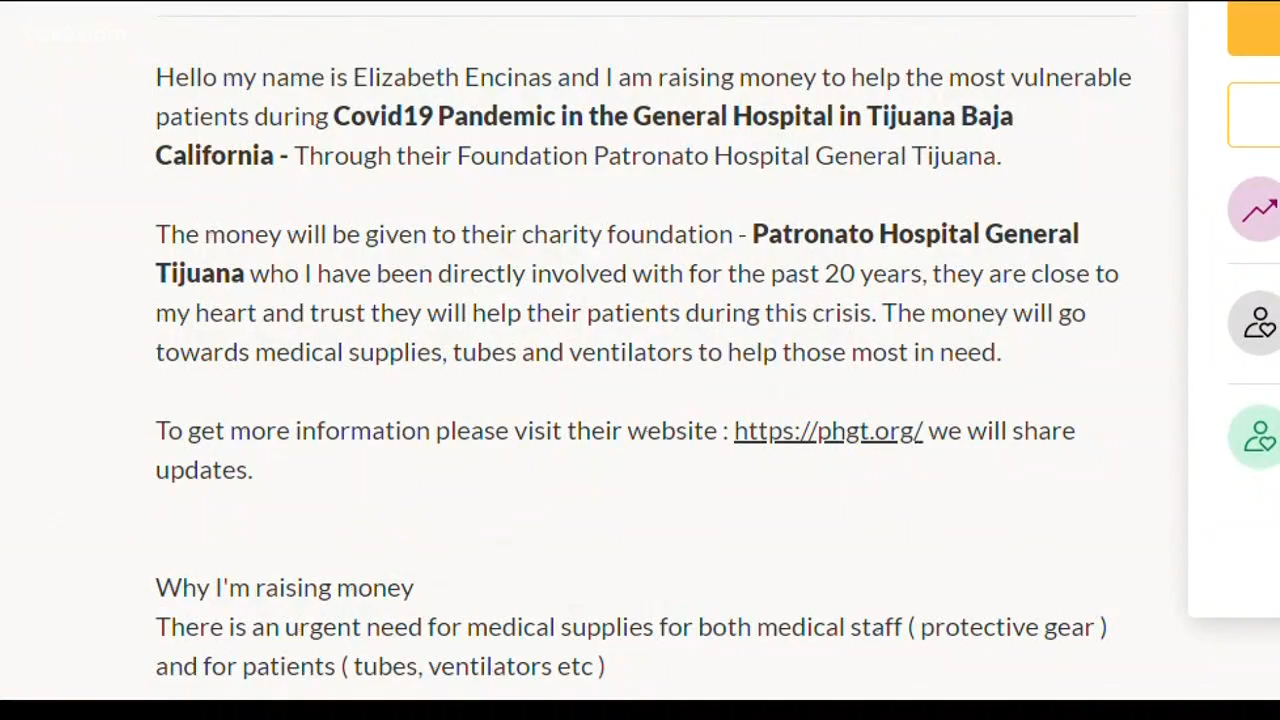 Hello my name is Elizabeth Encinas and I am raising money to help the most vulnerable
patients during Covid19 Pandemic in the General Hospital in Tijuana Baja
California - Through their Foundation Patronato Hospital General Tijuana.
The money will be given to their charity foundation - Patronato Hospital General
Tijuana who I have been directly involved with for the past 20 years, they are close to
my heart and trust they will help their patients during this crisis. The money will go
towards medical supplies, tubes and ventilators to help those most in need.
To get more information please visit their website : https://phgt.org/ we will share
updates.
Why I'm raising money
There is an urgent need for medical supplies for both medical staff ( protective gear )
and for patients ( tubes, ventilators etc )